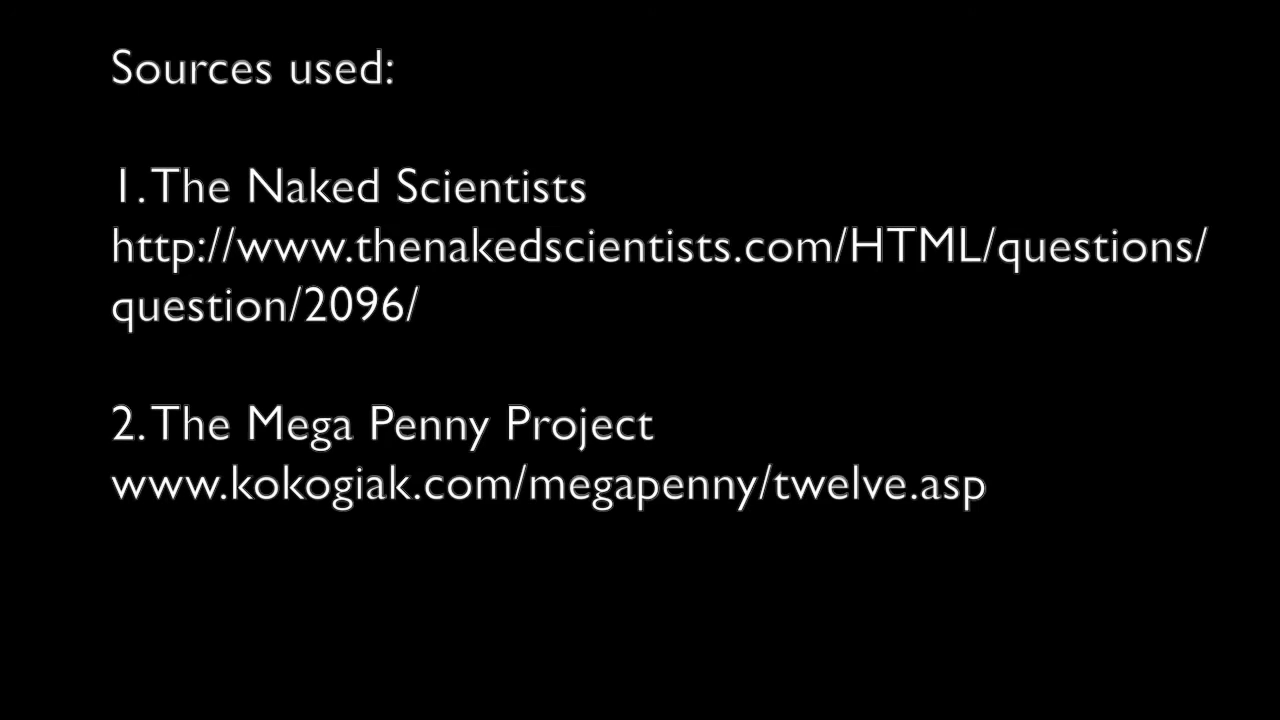 Sources used:
1. The Naked Scientists
http://www.thenakedscientists.com/HTML/questions/
question/2096/
2. The Mega Penny Project
www.kokogiak.com/megapenny/twelve.asp